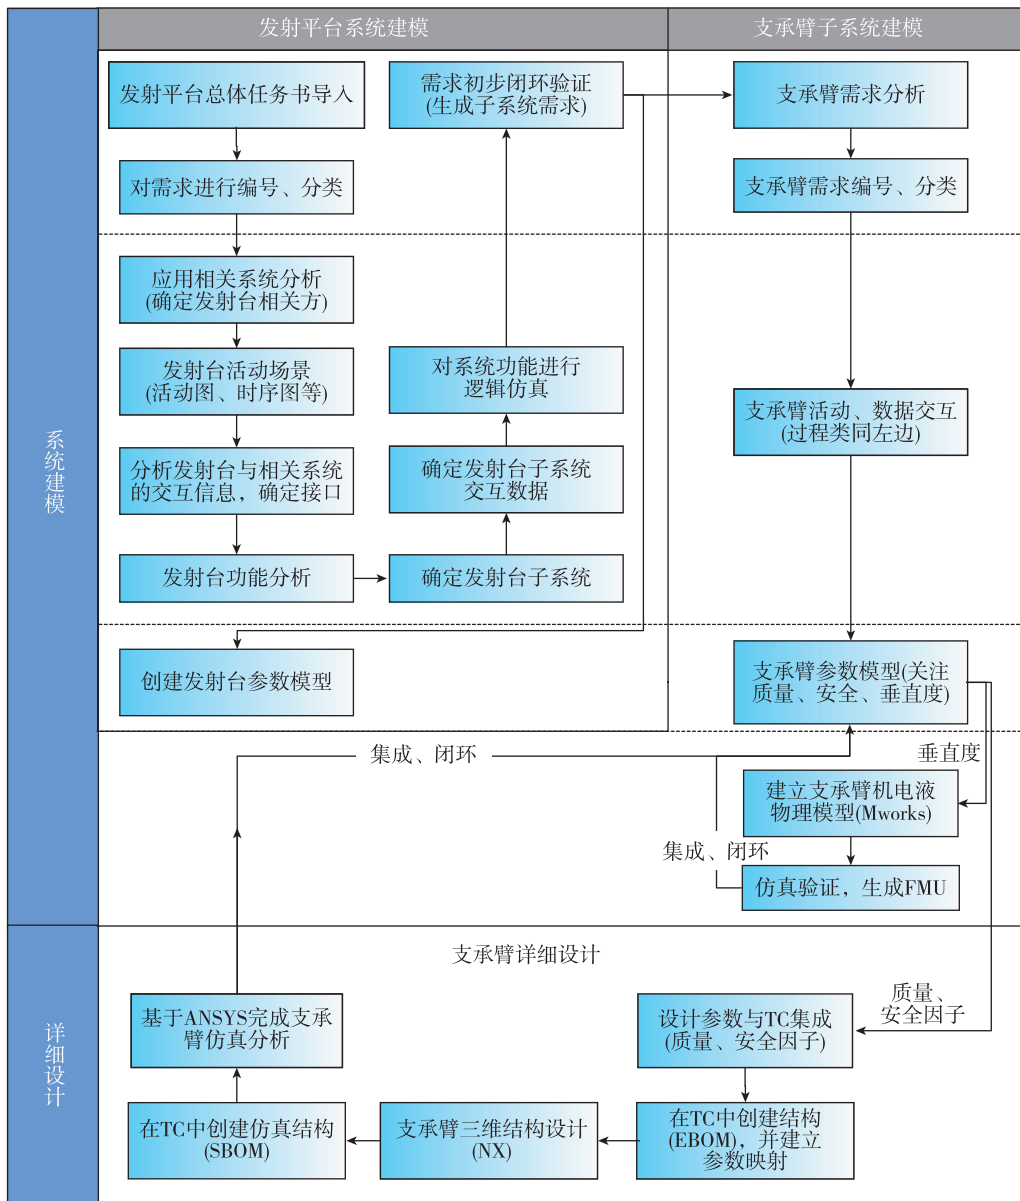 发射平台系统建模
支承臂子系统建模
系统建模
发射平台总体任务书导入
对需求进行编号、分类
应用相关系统分析
(确定发射台相关方)
发射台活动场景
(活动图、时序图等)
分析发射台与相关系统
的交互信息，确定接口
发射台功能分析
确定发射台子系统
确定发射台子系统
交互数据
对系统功能进行
逻辑仿真
需求初步闭环验证
(生成子系统需求)
创建发射台参数模型
支承臂需求分析
支承臂需求编号、分类
支承臂活动、数据交互
(过程类同左边)
支承臂参数模型(关注
质量、安全、垂直度)
垂直度
建立支承臂机电液
物理模型(Mworks)
仿真验证，生成FMU
集成、闭环
集成、闭环
详细设计
支承臂详细设计
质量、
安全因子
设计参数与TC集成
(质量、安全因子)
在TC中创建结构
(EBOM)，并建立
参数映射
支承臂三维结构设计
(NX)
在TC中创建仿真结构
(SBOM)
基于ANSYS完成支承
臂仿真分析